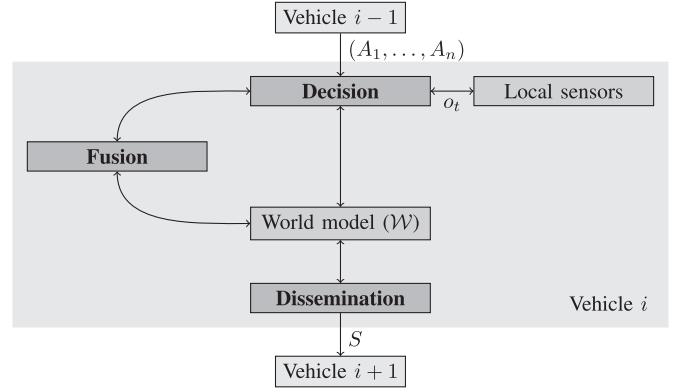 Vehicle i − 1
(A₁, …, Aₙ)
Decision
Local sensors
oₜ
Fusion
World model (𝒲)
Dissemination
Vehicle i
S
Vehicle i + 1